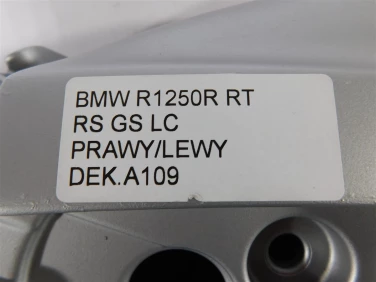 BMW R1250R RT
RS GS LC
PRAWY/LEWY
DEK.A109